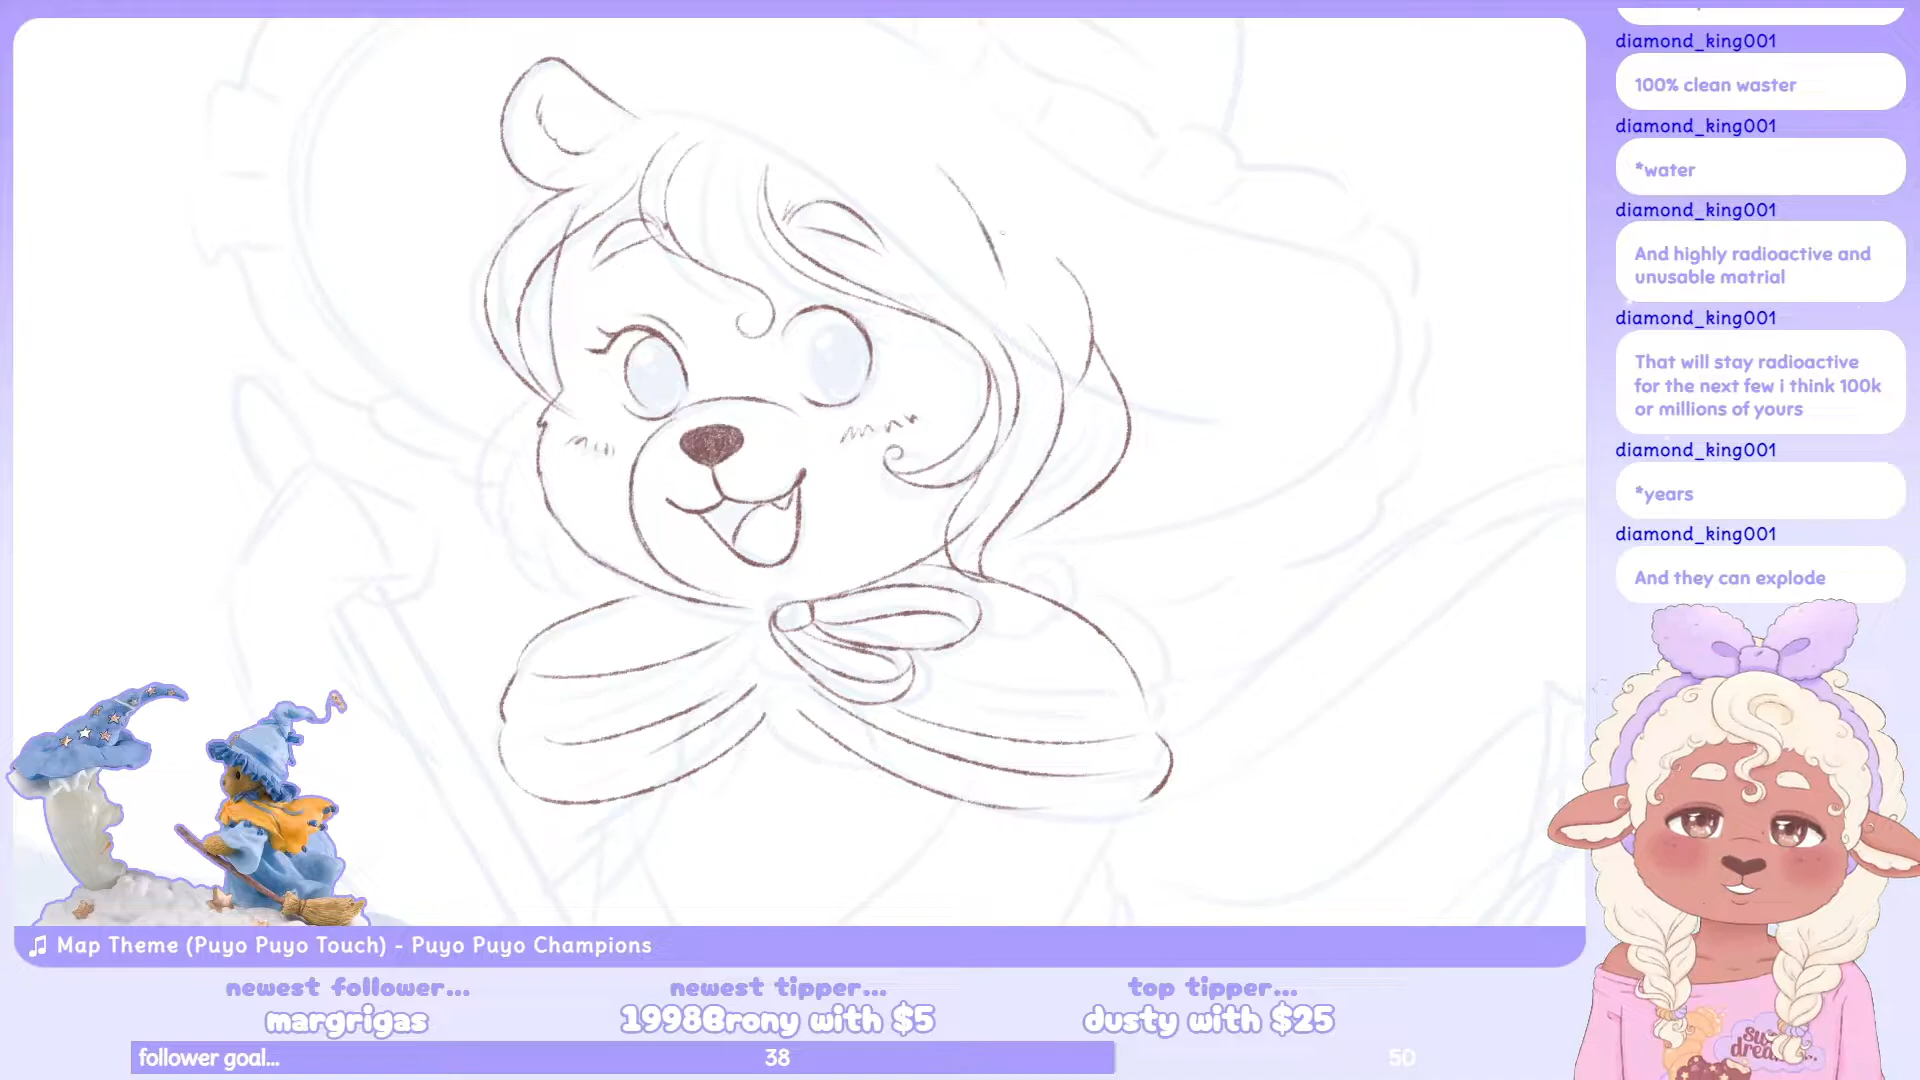 diamond_king001
100% clean waster
diamond_king001
*water
diamond_king001
And highly radioactive and
unusable matrial
diamond_king001
That will stay radioactive
for the next few i think 100k
or millions of yours
diamond_king001
*years
diamond_king001
And they can explode
Map Theme (Puyo Puyo Touch) - Puyo Puyo Champions
newest follower...
margrigas
newest tipper...
1998Brony with $5
top tipper...
dusty with $25
follower goal...
38
50